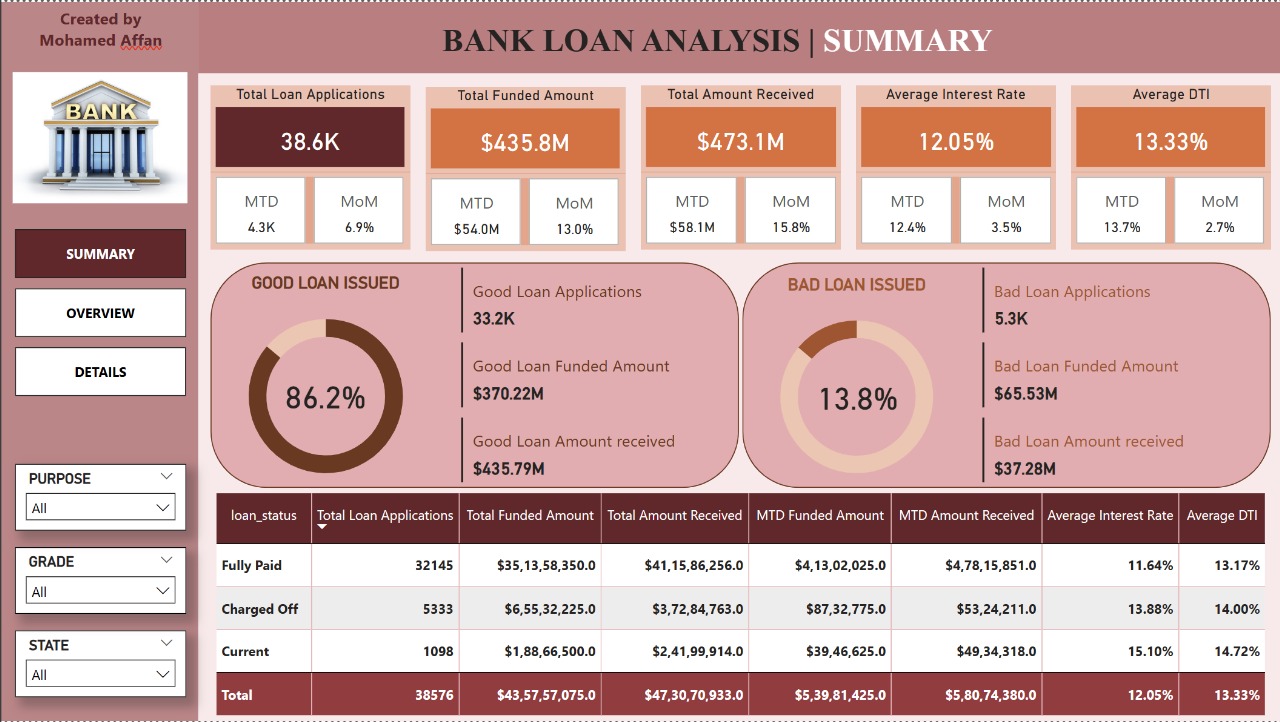 Created by
Mohamed Affan
BANK LOAN ANALYSIS | SUMMARY
BANK
SUMMARY
OVERVIEW
DETAILS
PURPOSE
All
GRADE
All
STATE
All
Total Loan Applications
38.6K
MTD MoM
4.3K 6.9%
Total Funded Amount
$435.8M
MTD MoM
$54.0M 13.0%
Total Amount Received
$473.1M
MTD MoM
$58.1M 15.8%
Average Interest Rate
12.05%
MTD MoM
12.4% 3.5%
Average DTI
13.33%
MTD MoM
13.7% 2.7%
GOOD LOAN ISSUED
86.2%
Good Loan Applications
33.2K
Good Loan Funded Amount
$370.22M
Good Loan Amount received
$435.79M
BAD LOAN ISSUED
13.8%
Bad Loan Applications
5.3K
Bad Loan Funded Amount
$65.53M
Bad Loan Amount received
$37.28M
loan_status Total Loan Applications Total Funded Amount Total Amount Received MTD Funded Amount MTD Amount Received Average Interest Rate Average DTI
Fully Paid 32145 $35,13,58,350.0 $41,15,86,256.0 $4,13,02,025.0 $4,78,15,851.0 11.64% 13.17%
Charged Off 5333 $6,55,32,225.0 $3,72,84,763.0 $87,32,775.0 $53,24,211.0 13.88% 14.00%
Current 1098 $1,88,66,500.0 $2,41,99,914.0 $39,46,625.0 $49,34,318.0 15.10% 14.72%
Total 38576 $43,57,57,075.0 $47,30,70,933.0 $5,39,81,425.0 $5,80,74,380.0 12.05% 13.33%